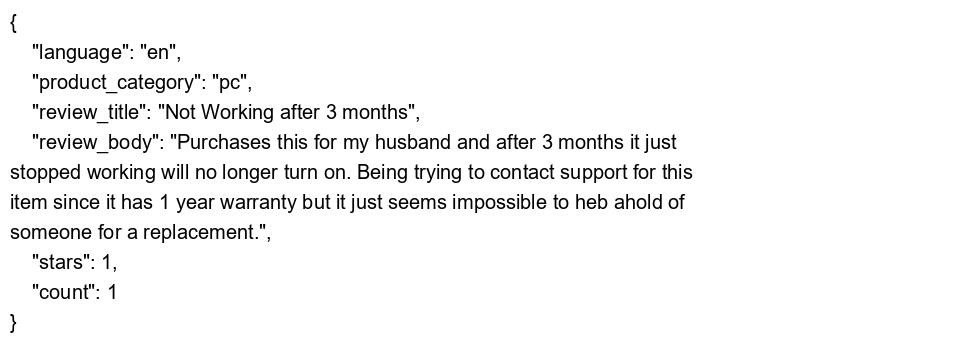 {
    "language": "en",
    "product_category": "pc",
    "review_title": "Not Working after 3 months",
    "review_body": "Purchases this for my husband and after 3 months it just
stopped working will no longer turn on. Being trying to contact support for this
item since it has 1 year warranty but it just seems impossible to heb ahold of
someone for a replacement.",
    "stars": 1,
    "count": 1
}